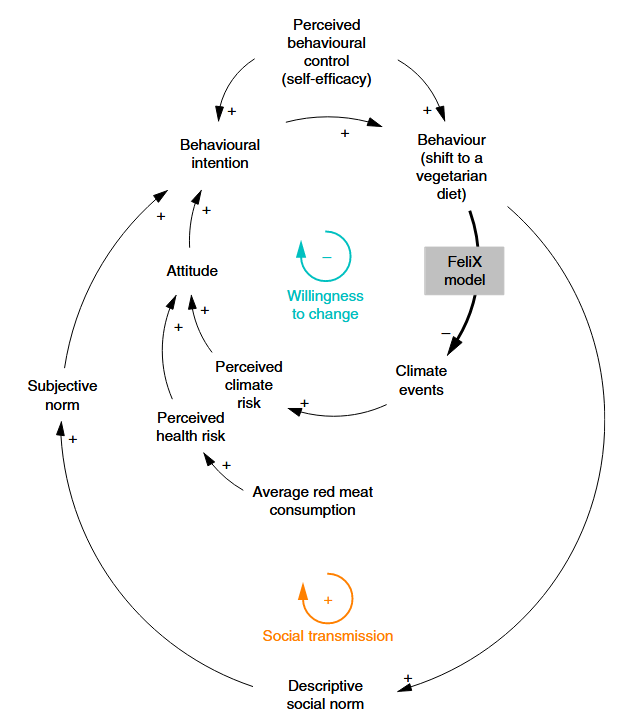 Perceived
behavioural
control
(self-efficacy)
+
+
Behavioural
intention
+
Behaviour
(shift to a
vegetarian
diet)
+
+
Attitude
–
Willingness
to change
FeliX
model
+
+
–
Perceived
climate
risk
Climate
events
Subjective
norm
+
Perceived
health risk
+
+
Average red meat
consumption
+
Social transmission
+
Descriptive
social norm